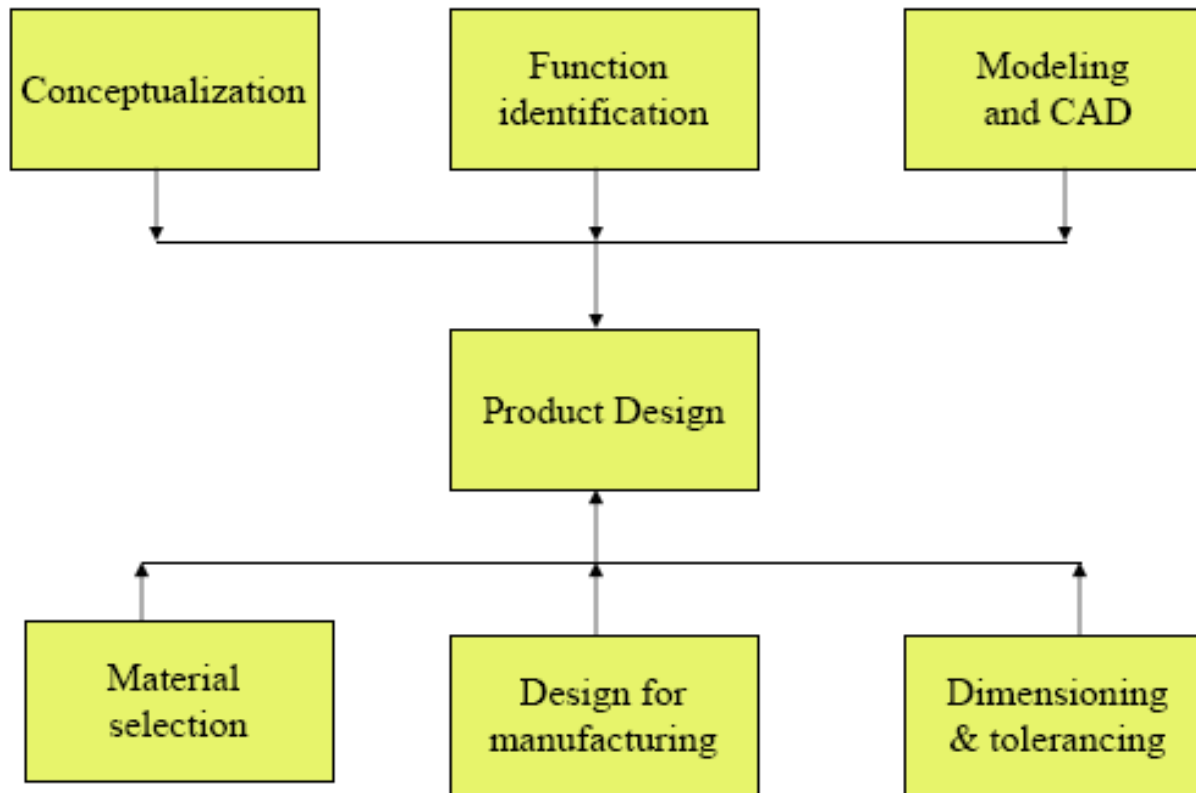 Conceptualization
Function
identification
Modeling
and CAD
Product Design
Material
selection
Design for
manufacturing
Dimensioning
& tolerancing